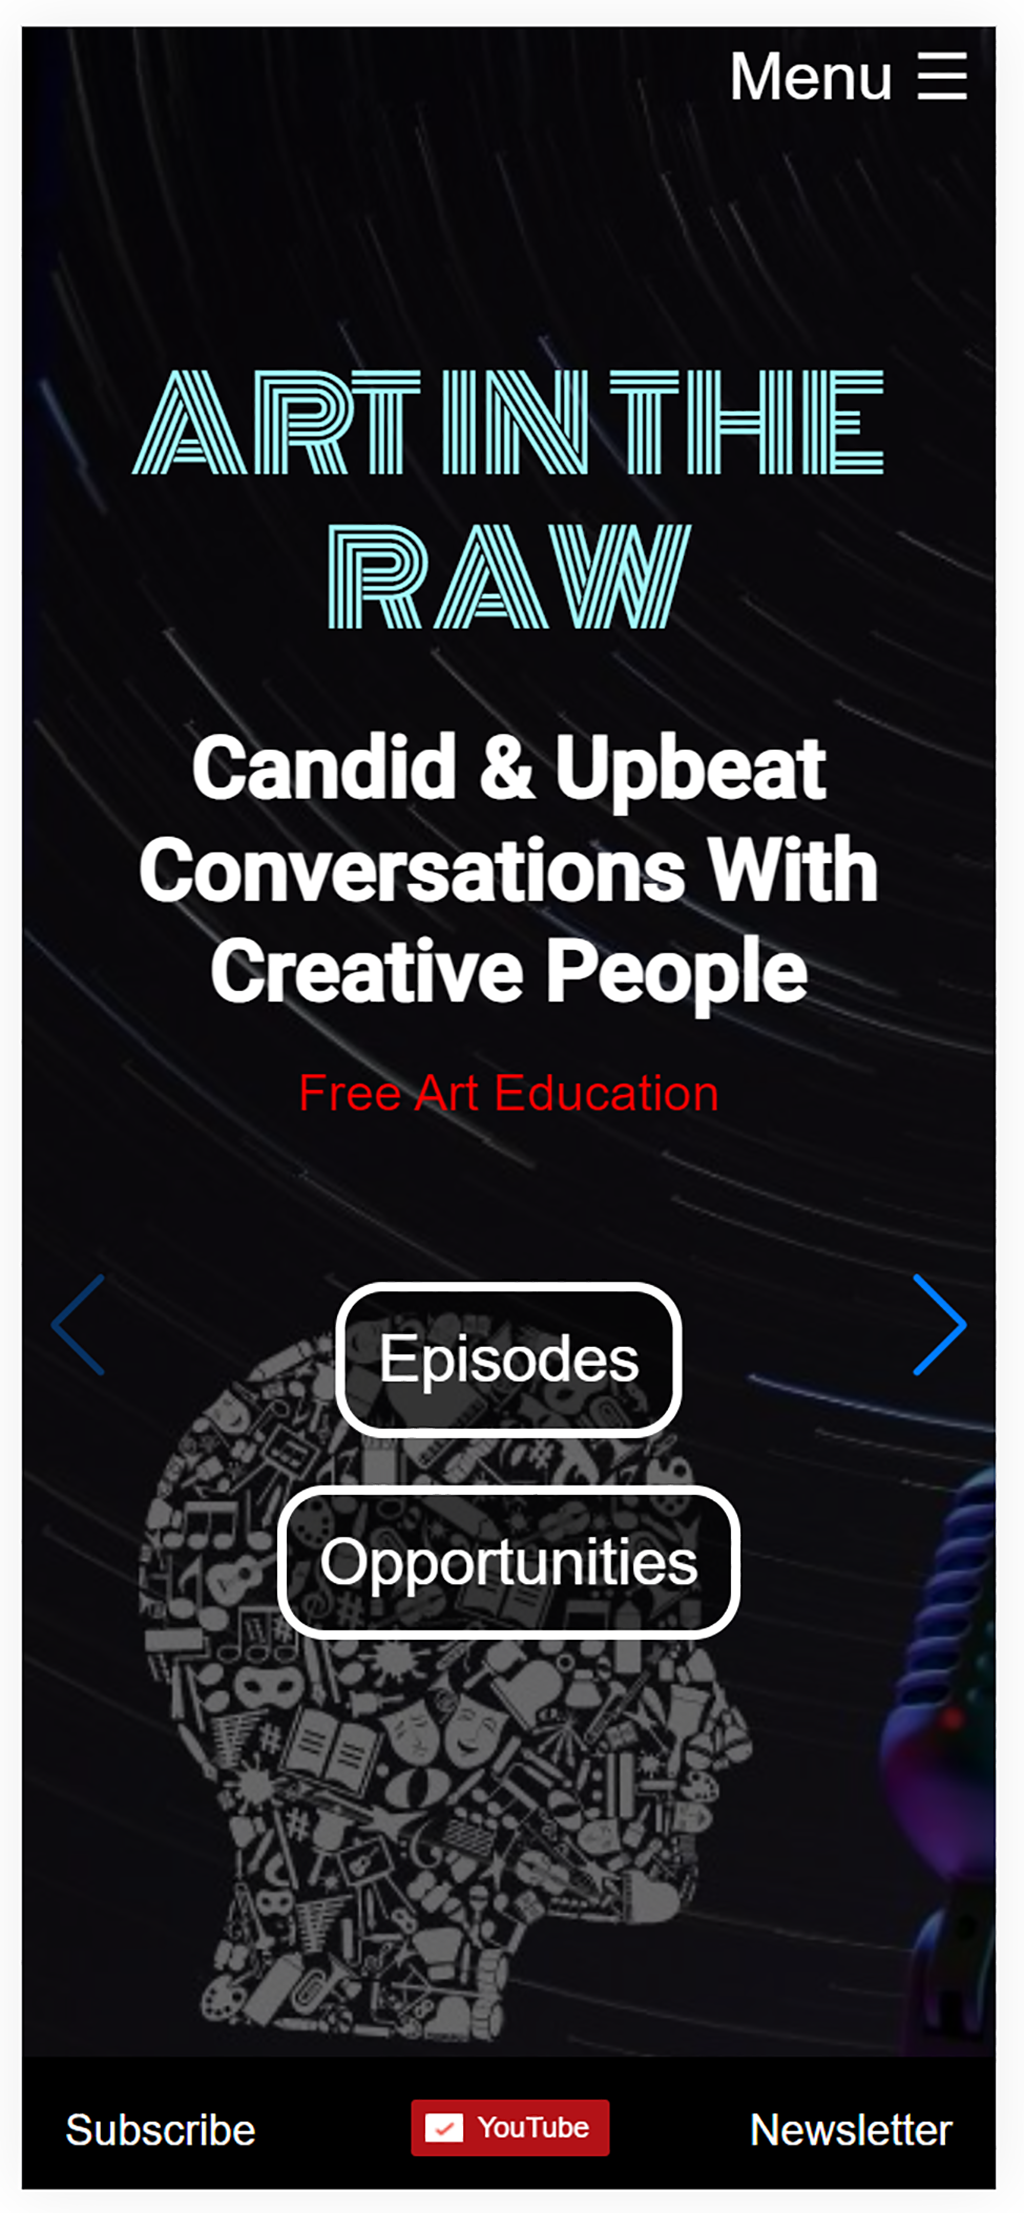 Menu ☰
ART IN THE
RAW
Candid & Upbeat
Conversations With
Creative People
Free Art Education
Episodes
Opportunities
Subscribe
YouTube
Newsletter